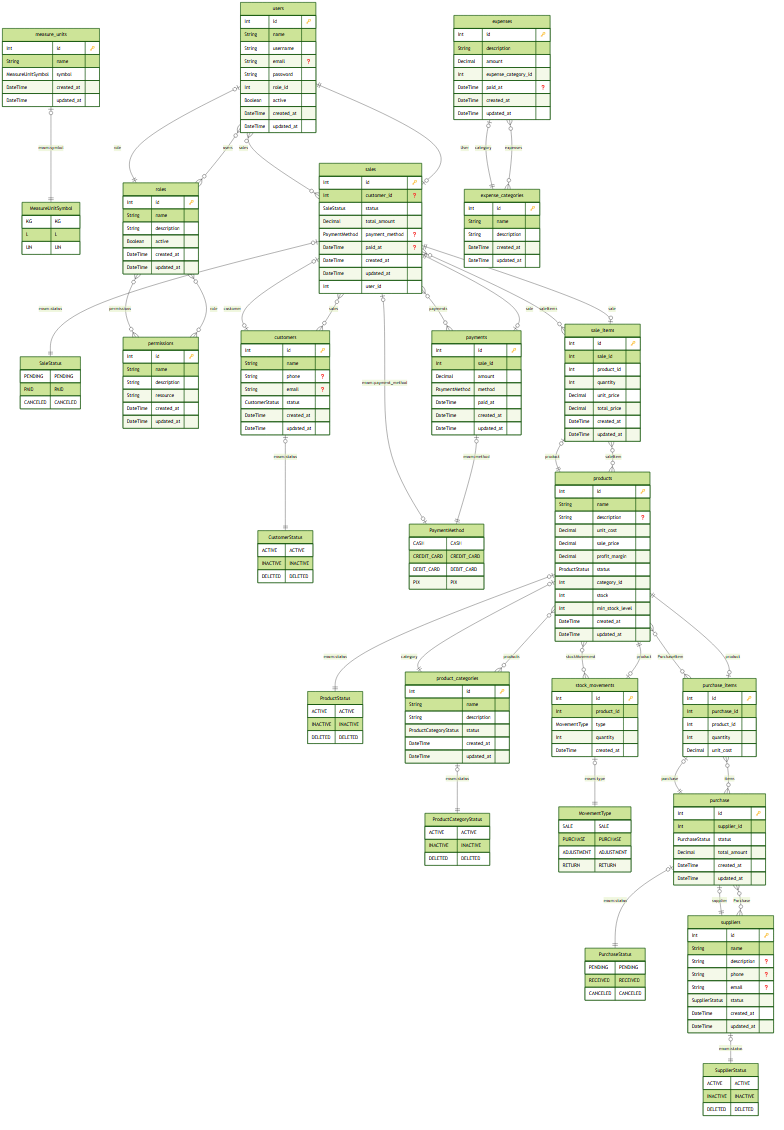 users
Int id
String name
String username
String email ?
String password
Int role_id
Boolean active
DateTime created_at
DateTime updated_at
expenses
Int id
String description
Decimal amount
Int expense_category_id
DateTime paid_at ?
DateTime created_at
DateTime updated_at
measure_units
Int id
String name
MeasureUnitSymbol symbol
DateTime created_at
DateTime updated_at
enum:symbol
role
users
sales
user
category
expenses
MeasureUnitSymbol
KG KG
L L
UN UN
roles
Int id
String name
String description
Boolean active
DateTime created_at
DateTime updated_at
sales
Int id
Int customer_id ?
SaleStatus status
Decimal total_amount
PaymentMethod payment_method ?
DateTime paid_at ?
DateTime created_at
DateTime updated_at
Int user_id
expense_categories
Int id
String name
String description
DateTime created_at
DateTime updated_at
enum:status
permissions
role
customer
sales
payments
sale
saleItems
sale
SaleStatus
PENDING PENDING
PAID PAID
CANCELED CANCELED
permissions
Int id
String name
String description
String resource
DateTime created_at
DateTime updated_at
customers
Int id
String name
String phone ?
String email ?
CustomerStatus status
DateTime created_at
DateTime updated_at
enum:payment_method
payments
Int id
Int sale_id
Decimal amount
PaymentMethod method
DateTime paid_at
DateTime created_at
DateTime updated_at
sale_items
Int id
Int sale_id
Int product_id
Int quantity
Decimal unit_price
Decimal total_price
DateTime created_at
DateTime updated_at
enum:status
enum:method
product
saleItem
CustomerStatus
ACTIVE ACTIVE
INACTIVE INACTIVE
DELETED DELETED
PaymentMethod
CASH CASH
CREDIT_CARD CREDIT_CARD
DEBIT_CARD DEBIT_CARD
PIX PIX
products
Int id
String name
String description ?
Decimal unit_cost
Decimal sale_price
Decimal profit_margin
ProductStatus status
Int category_id
Int stock
Int min_stock_level
DateTime created_at
DateTime updated_at
enum:status
category
products
stockMovement
product
PurchaseItem
product
ProductStatus
ACTIVE ACTIVE
INACTIVE INACTIVE
DELETED DELETED
product_categories
Int id
String name
String description
ProductCategoryStatus status
DateTime created_at
DateTime updated_at
stock_movements
Int id
Int product_id
MovementType type
Int quantity
DateTime created_at
purchase_items
Int id
Int purchase_id
Int product_id
Int quantity
Decimal unit_cost
enum:status
enum:type
purchase
items
ProductCategoryStatus
ACTIVE ACTIVE
INACTIVE INACTIVE
DELETED DELETED
MovementType
SALE SALE
PURCHASE PURCHASE
ADJUSTMENT ADJUSTMENT
RETURN RETURN
purchase
Int id
Int supplier_id
PurchaseStatus status
Decimal total_amount
DateTime created_at
DateTime updated_at
enum:status
supplier
Purchase
PurchaseStatus
PENDING PENDING
RECEIVED RECEIVED
CANCELED CANCELED
suppliers
Int id
String name
String description ?
String phone ?
String email ?
SupplierStatus status
DateTime created_at
DateTime updated_at
enum:status
SupplierStatus
ACTIVE ACTIVE
INACTIVE INACTIVE
DELETED DELETED